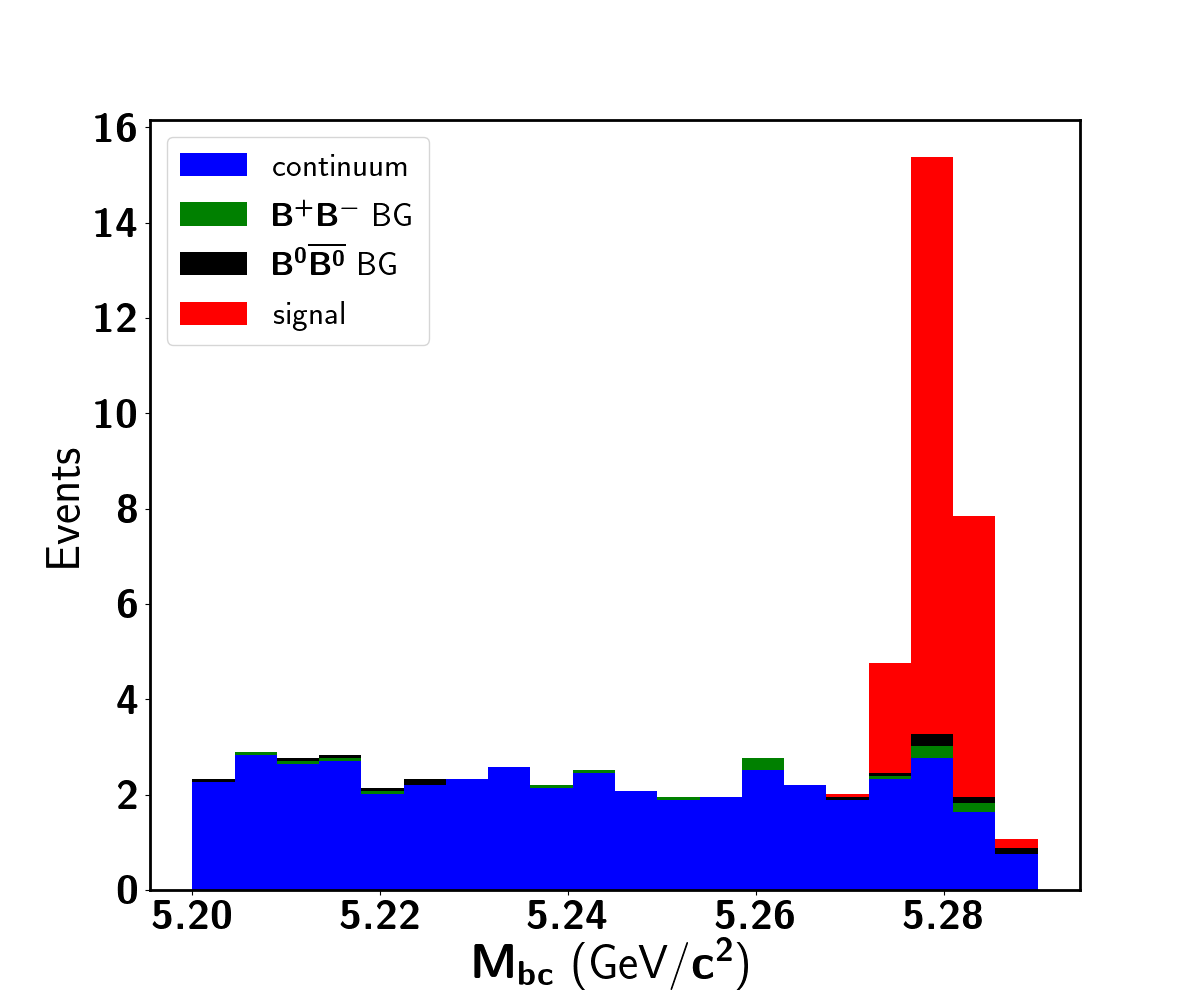 16
14
12
10
8
6
4
2
0
Events
continuum
B⁺B⁻ BG
B⁰B̅⁰̅ BG
signal
5.20 5.22 5.24 5.26 5.28
M_bc (GeV/c²)